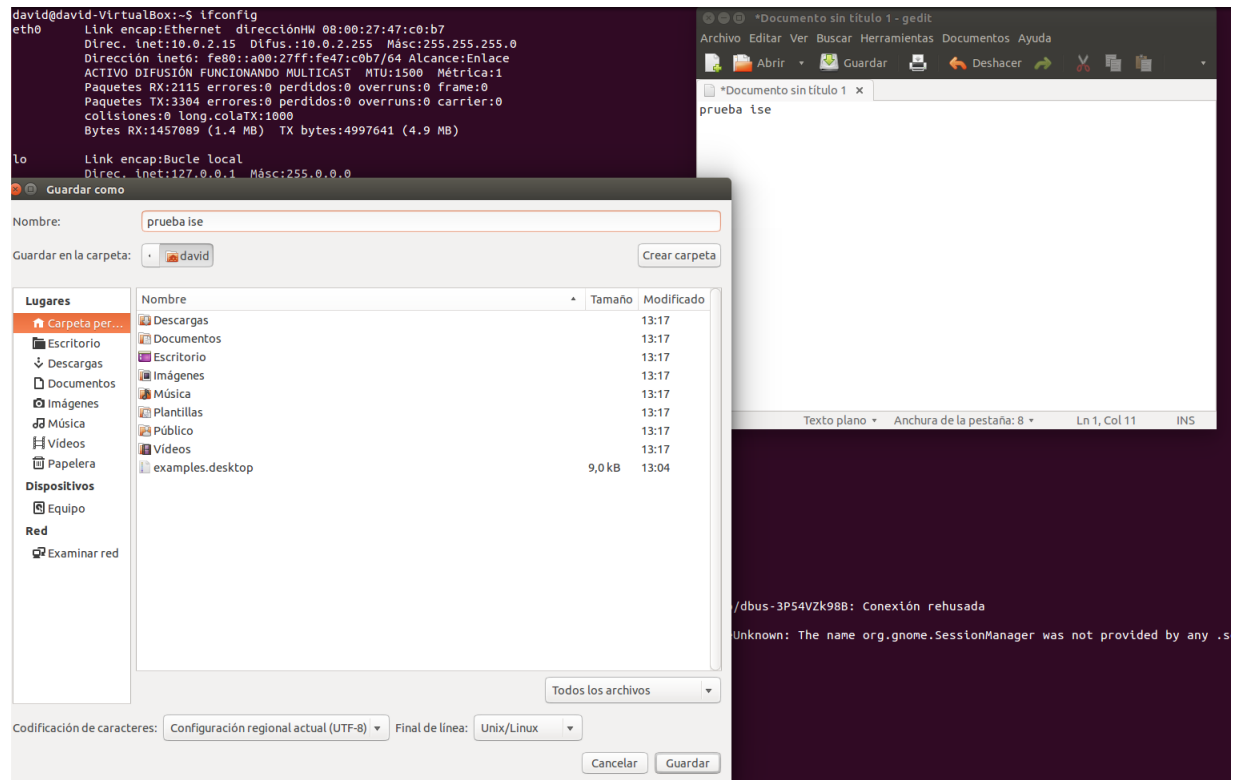 david@david-VirtualBox:~$ ifconfig
eth0 Link encap:Ethernet direcciónHW 08:00:27:47:c0:b7
Direc. inet:10.0.2.15 Difus.:10.0.2.255 Másc:255.255.255.0
Dirección inet6: fe80::a00:27ff:fe47:c0b7/64 Alcance:Enlace
ACTIVO DIFUSIÓN FUNCIONANDO MULTICAST MTU:1500 Métrica:1
Paquetes RX:2115 errores:0 perdidos:0 overruns:0 frame:0
Paquetes TX:3304 errores:0 perdidos:0 overruns:0 carrier:0
colisiones:0 long.colaTX:1000
Bytes RX:1457089 (1.4 MB) TX bytes:4997641 (4.9 MB)
lo Link encap:Bucle local
Direc. inet:127.0.0.1 Másc:255.0.0.0
*Documento sin título 1 - gedit
Archivo Editar Ver Buscar Herramientas Documentos Ayuda
Abrir Guardar Deshacer
*Documento sin título 1 x
prueba ise
Texto plano Anchura de la pestaña: 8 Ln 1, Col 11 INS
Guardar como
Nombre: prueba ise
Guardar en la carpeta: david Crear carpeta
Lugares
Carpeta per...
Escritorio
Descargas
Documentos
Imágenes
Música
Vídeos
Papelera
Dispositivos
Equipo
Red
Examinar red
Nombre Tamaño Modificado
Descargas 13:17
Documentos 13:17
Escritorio 13:17
Imágenes 13:17
Música 13:17
Plantillas 13:17
Público 13:17
Vídeos 13:17
examples.desktop 9,0 kB 13:04
Todos los archivos
Codificación de caracteres: Configuración regional actual (UTF-8) Final de línea: Unix/Linux
Cancelar Guardar
/dbus-3P54VZk98B: Conexión rehusada
Unknown: The name org.gnome.SessionManager was not provided by any .s